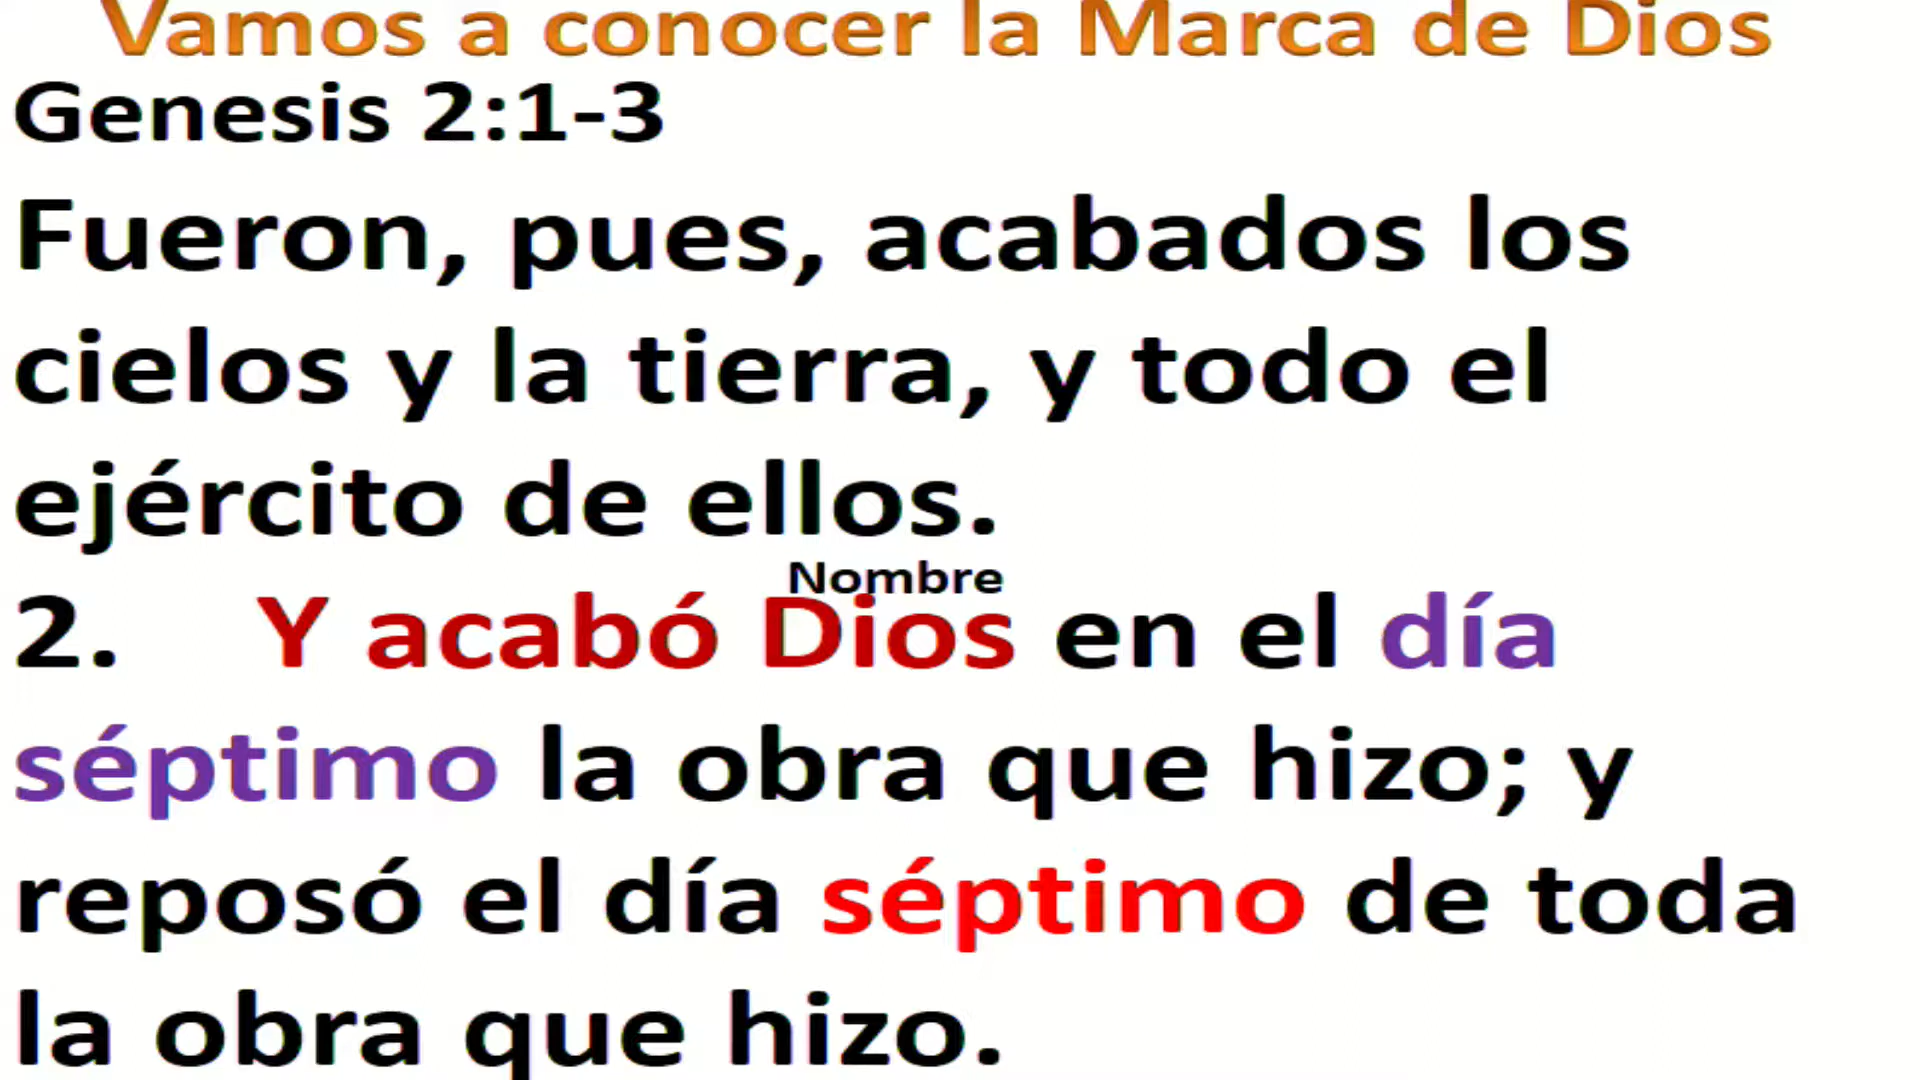 Vamos a conocer la Marca de Dios
Genesis 2:1-3
Fueron, pues, acabados los
cielos y la tierra, y todo el
ejército de ellos.
Nombre
2. Y acabó Dios en el día
séptimo la obra que hizo; y
reposó el día séptimo de toda
la obra que hizo.